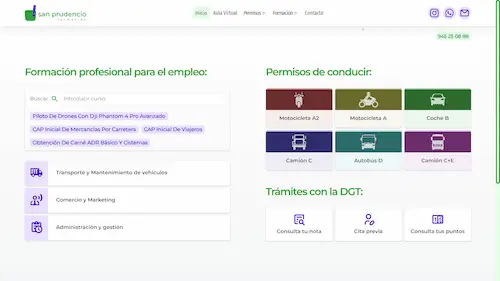 san prudencio
Inicio Aula Virtual Permisos Formación Contacto
945 25 08 88
Formación profesional para el empleo:
Buscar: Introducir curso
Piloto De Drones Con Dji Phantom 4 Pro Avanzado
CAP Inicial De Mercancías Por Carretera CAP Inicial De Viajeros
Obtención De Carné ADR Básico Y Cisternas
Transporte y Mantenimiento de vehículos
Comercio y Marketing
Administración y gestión
Permisos de conducir:
Motocicleta A2 Motocicleta A Coche B
Camión C Autobús D Camión C+E
Trámites con la DGT:
Consulta tu nota Cita previa Consulta tus puntos